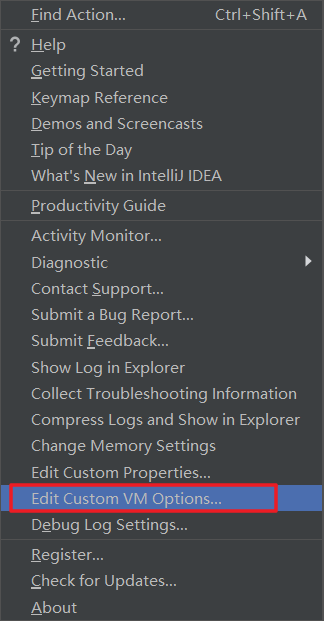 Find Action... Ctrl+Shift+A
? Help
Getting Started
Keymap Reference
Demos and Screencasts
Tip of the Day
What's New in IntelliJ IDEA
Productivity Guide
Activity Monitor...
Diagnostic
Contact Support...
Submit a Bug Report...
Submit Feedback...
Show Log in Explorer
Collect Troubleshooting Information
Compress Logs and Show in Explorer
Change Memory Settings
Edit Custom Properties...
Edit Custom VM Options...
Debug Log Settings...
Register...
Check for Updates...
About